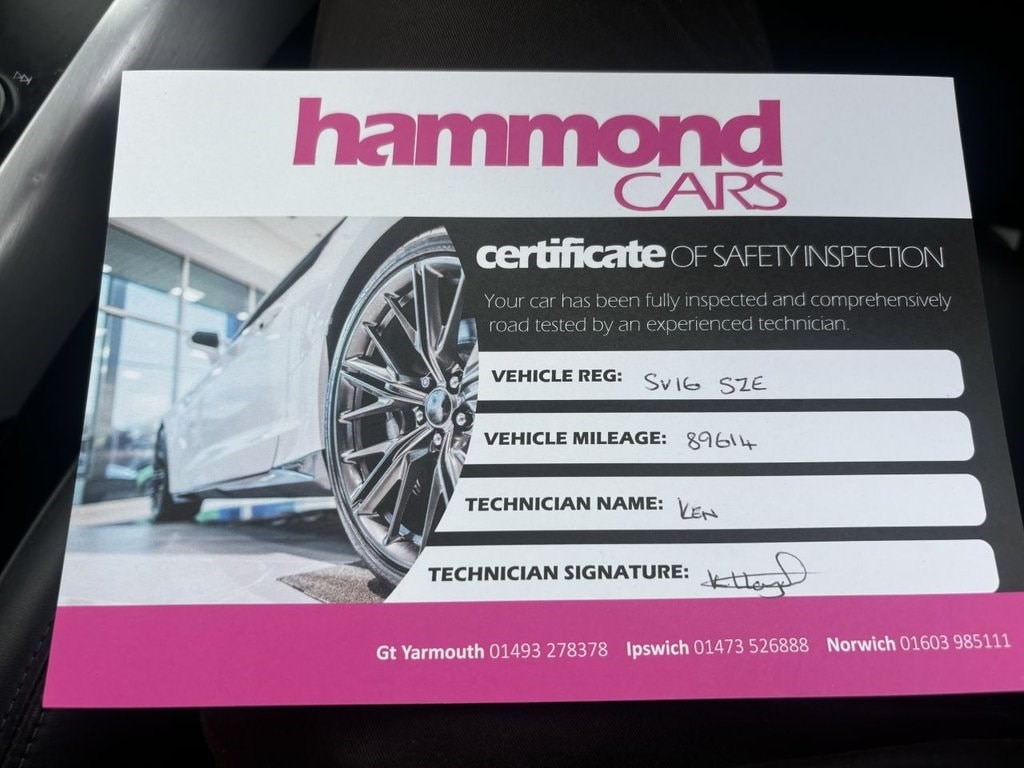 hammond
CARS
certificate OF SAFETY INSPECTION
Your car has been fully inspected and comprehensively
road tested by an experienced technician.
VEHICLE REG: SV16 SZE
VEHICLE MILEAGE: 89614
TECHNICIAN NAME: KEN
TECHNICIAN SIGNATURE:
Gt Yarmouth 01493 278378 Ipswich 01473 526888 Norwich 01603 985111